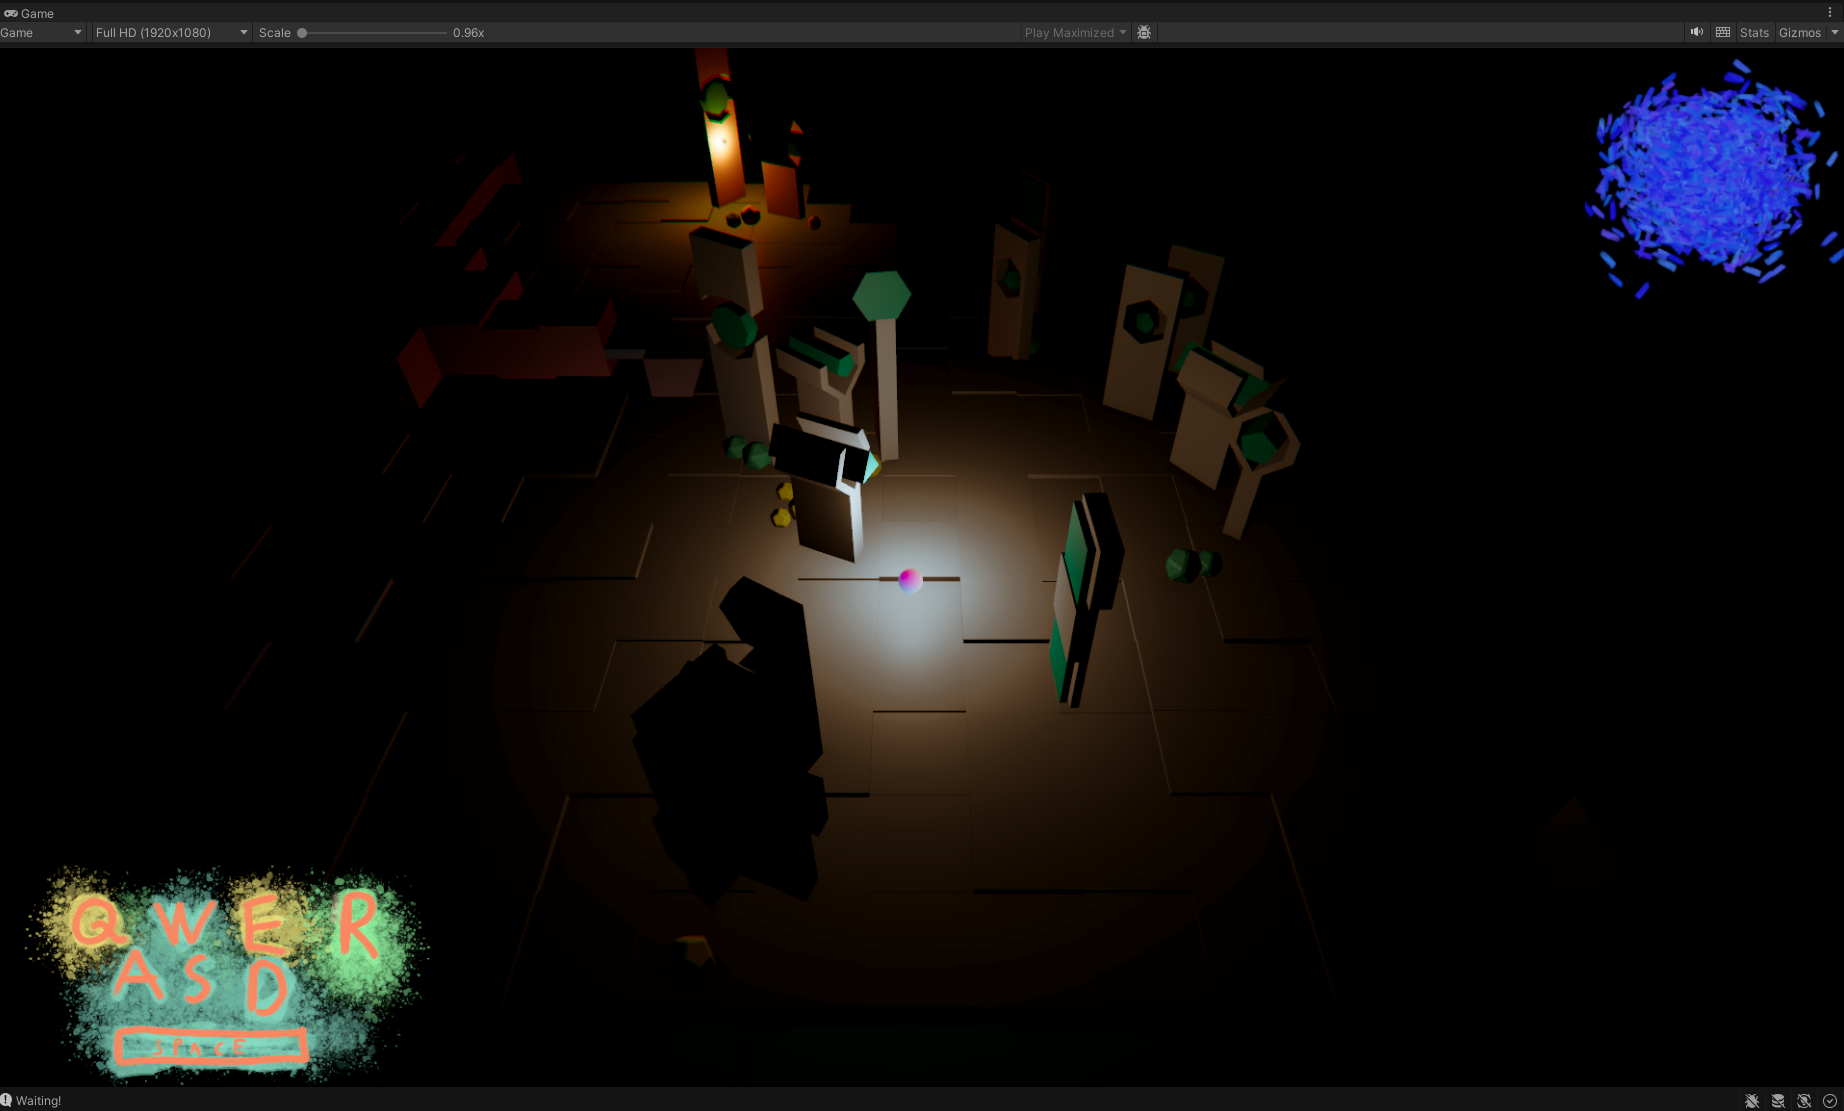 Game
Game Full HD (1920x1080) Scale 0.96x Play Maximized Stats Gizmos
Q W E R
A S D
SPACE
Waiting!